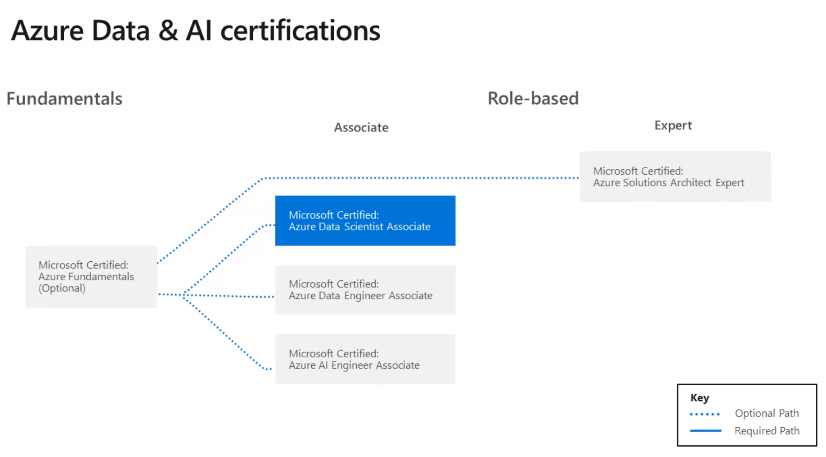 Azure Data & AI certifications
Fundamentals
Role-based
Associate
Expert
Microsoft Certified:
Azure Solutions Architect Expert
Microsoft Certified:
Azure Data Scientist Associate
Microsoft Certified:
Azure Fundamentals
(Optional)
Microsoft Certified:
Azure Data Engineer Associate
Microsoft Certified:
Azure AI Engineer Associate
Key
Optional Path
Required Path